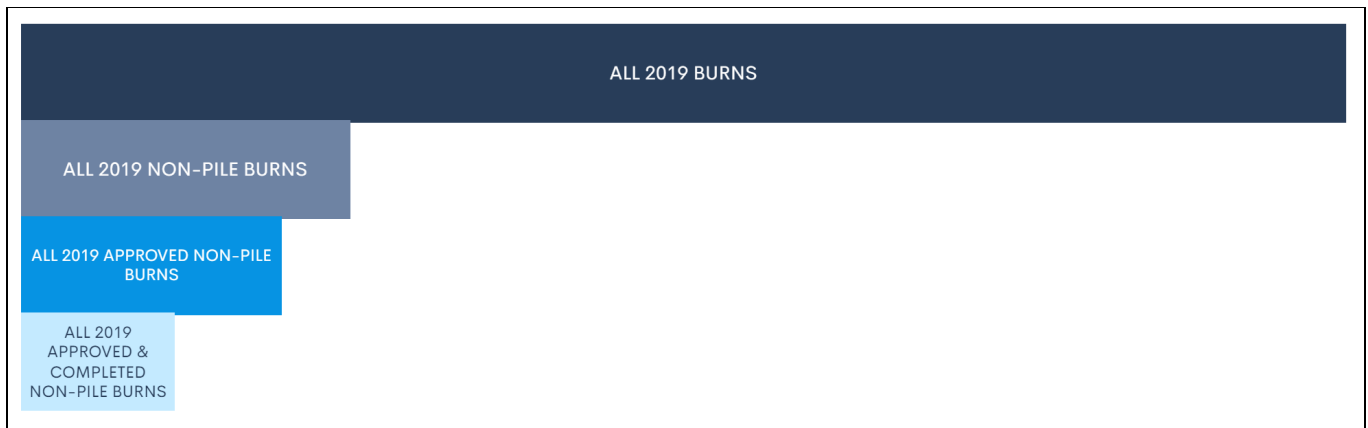 ALL 2019 BURNS
ALL 2019 NON-PILE BURNS
ALL 2019 APPROVED NON-PILE
BURNS
ALL 2019
APPROVED &
COMPLETED
NON-PILE BURNS